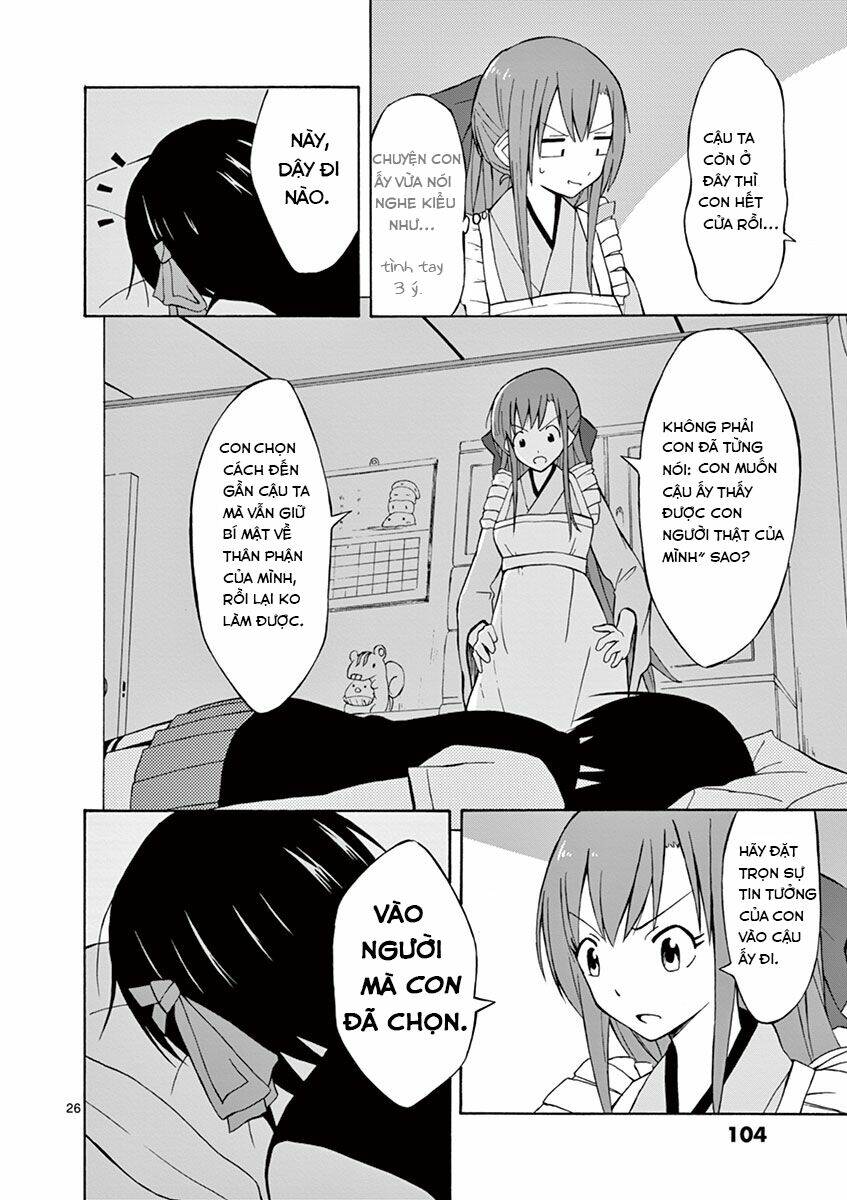 CẬU TA
CÒN Ở
ĐÂY THÌ
CON HẾT
CỬA RỒI...
CHUYỆN CON
ẤY VỪA NÓI
NGHE KIỂU
NHƯ...
tình tay
3 ý.
NÀY,
DẬY ĐI
NÀO.
KHÔNG PHẢI
CON ĐÃ TỪNG
NÓI: CON MUỐN
CẬU ẤY THẤY
ĐƯỢC CON
NGƯỜI THẬT CỦA
MÌNH" SAO?
CON CHỌN
CÁCH ĐẾN
GẦN CẬU TA
MÀ VẪN GIỮ
BÍ MẬT VỀ
THÂN PHẬN
CỦA MÌNH,
RỒI LẠI KO
LÀM ĐƯỢC.
HÃY ĐẶT
TRỌN SỰ
TIN TƯỞNG
CỦA CON
VÀO CẬU
ẤY ĐI.
VÀO
NGƯỜI
MÀ CON
ĐÃ CHỌN.
26
104